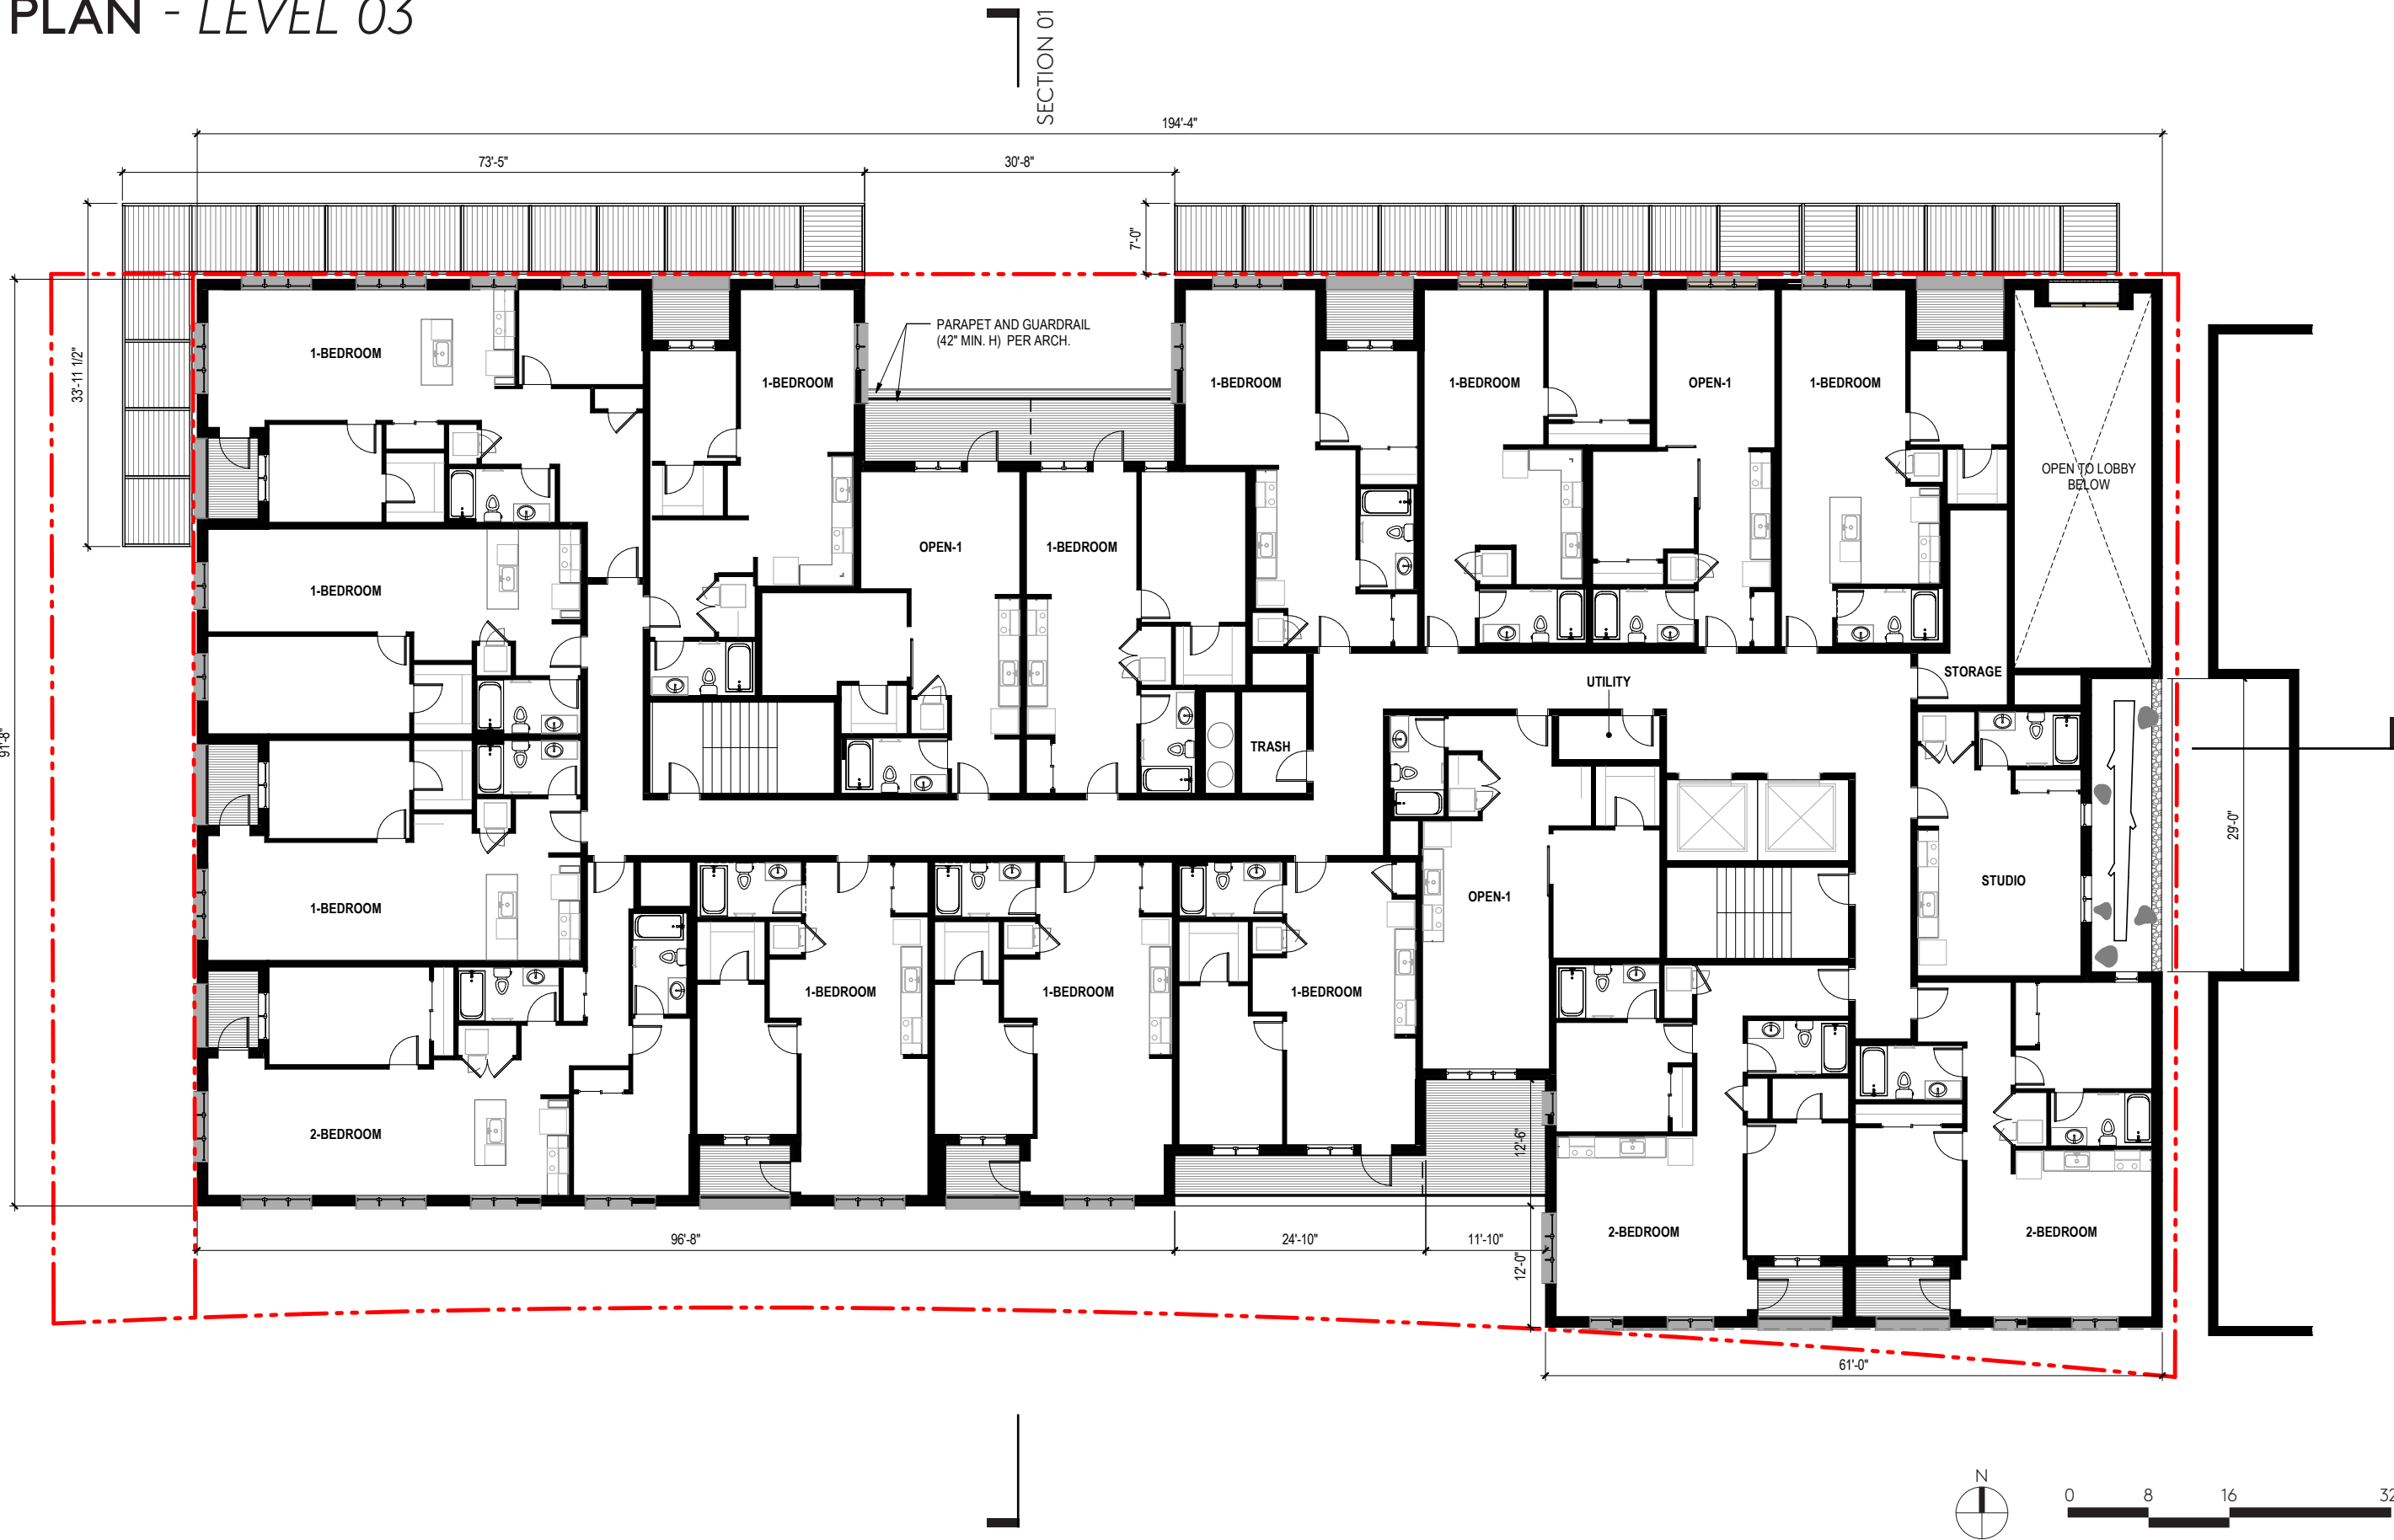 PLAN - LEVEL 03
SECTION 01
194'-4"
73'-5"
30'-8"
7'-0"
33'-11 1/2"
91'-8"
PARAPET AND GUARDRAIL
(42" MIN. H) PER ARCH.
1-BEDROOM
1-BEDROOM
1-BEDROOM
1-BEDROOM
OPEN-1
1-BEDROOM
OPEN TO LOBBY
BELOW
OPEN-1
1-BEDROOM
1-BEDROOM
STORAGE
UTILITY
TRASH
29'-0"
STUDIO
OPEN-1
1-BEDROOM
1-BEDROOM
1-BEDROOM
1-BEDROOM
2-BEDROOM
12'-6"
2-BEDROOM
2-BEDROOM
96'-8"
24'-10"
11'-10"
12'-0"
61'-0"
N
0 8 16 32